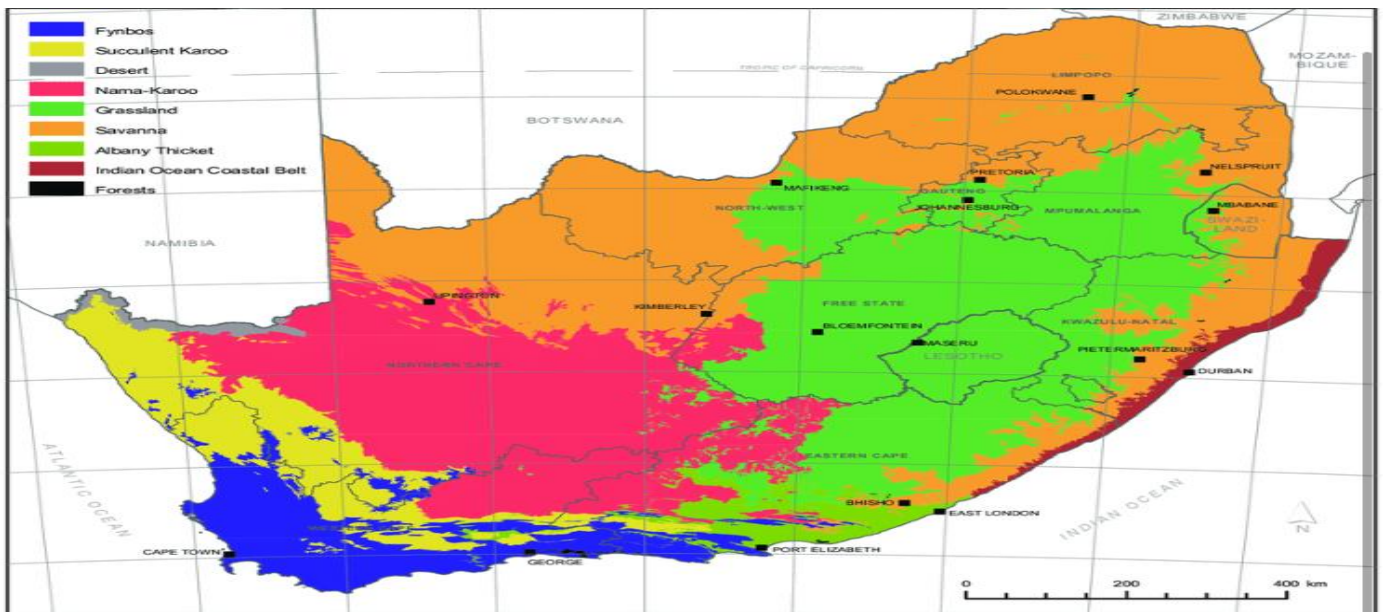 Fynbos
Succulent Karoo
Desert
Nama-Karoo
Grassland
Savanna
Albany Thicket
Indian Ocean Coastal Belt
Forests
ZIMBABWE
MOZAM-
BIQUE
TROPIC OF CAPRICORN
LIMPOPO
POLOKWANE
BOTSWANA
NELSPRUIT
PRETORIA
MAFIKENG
GAUTENG
JOHANNESBURG
NORTH-WEST
MPUMALANGA
MBABANE
SWAZI-
LAND
NAMIBIA
UPINGTON
KIMBERLEY
FREE STATE
BLOEMFONTEIN
KWAZULU-NATAL
MASERU
LESOTHO
PIETERMARITZBURG
DURBAN
NORTHERN CAPE
EASTERN CAPE
ATLANTIC OCEAN
BHISHO
EAST LONDON
INDIAN OCEAN
N
CAPE TOWN
GEORGE
PORT ELIZABETH
0 200 400 km